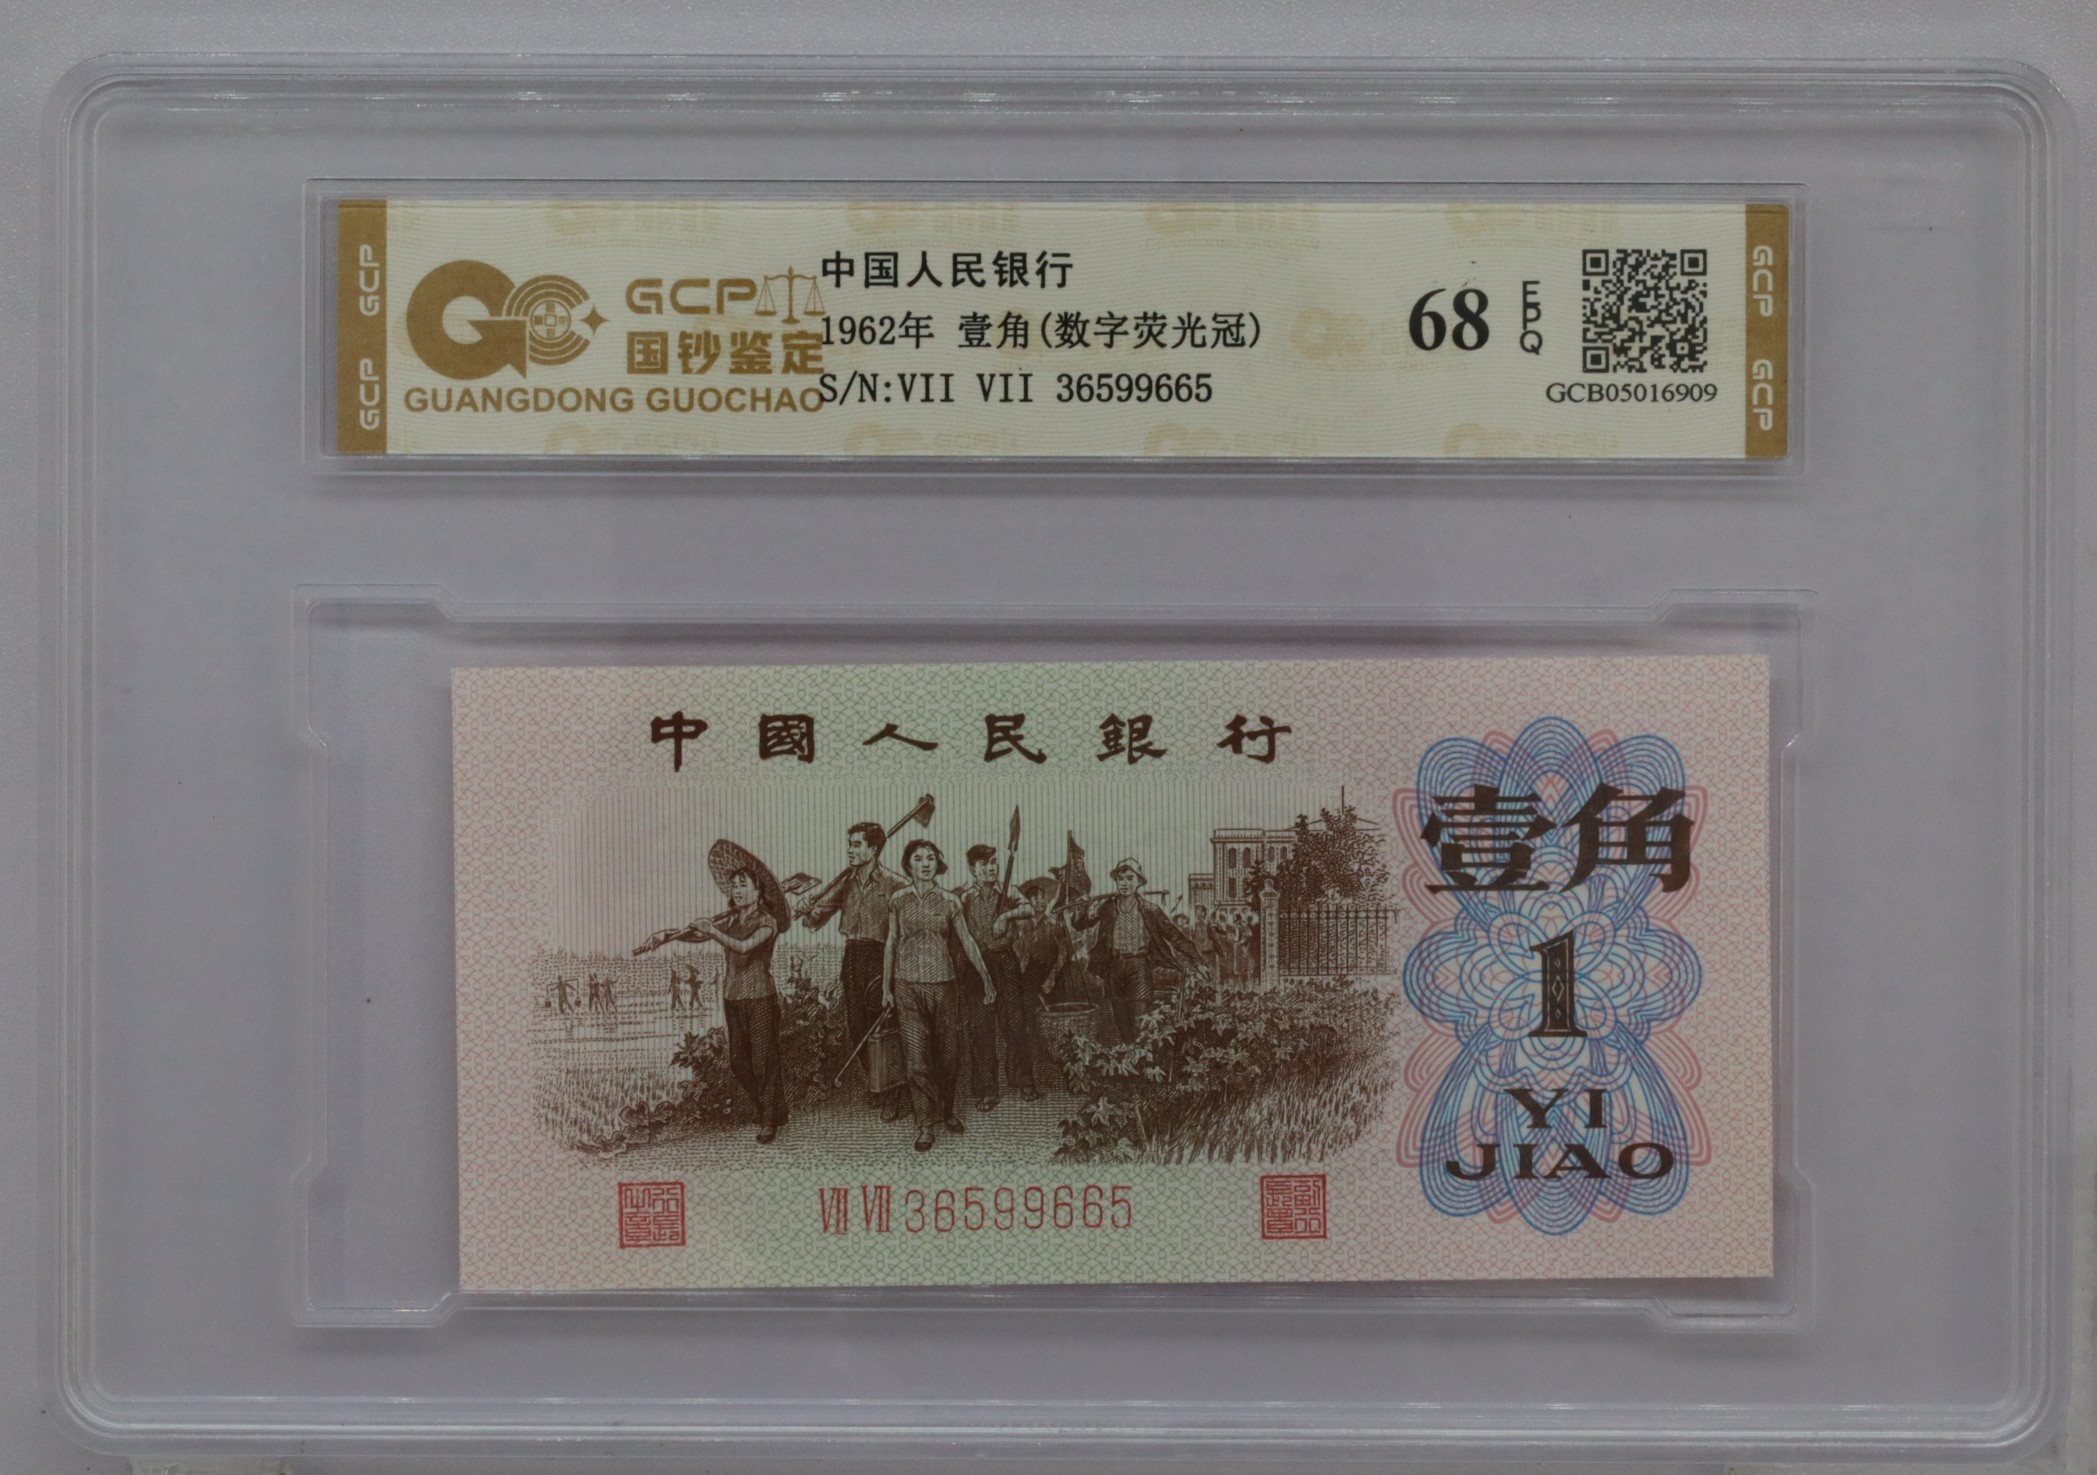 GCP
GCP
GCP
国钞鉴定
GUANGDONG GUOCHAO
中国人民银行
1962年 壹角(数字荧光冠)
S/N:VII VII 36599665
68
EPQ
GCB05016909
GCP
GCP
中國人民銀行
壹角
1
YI
JIAO
VII VII 36599665